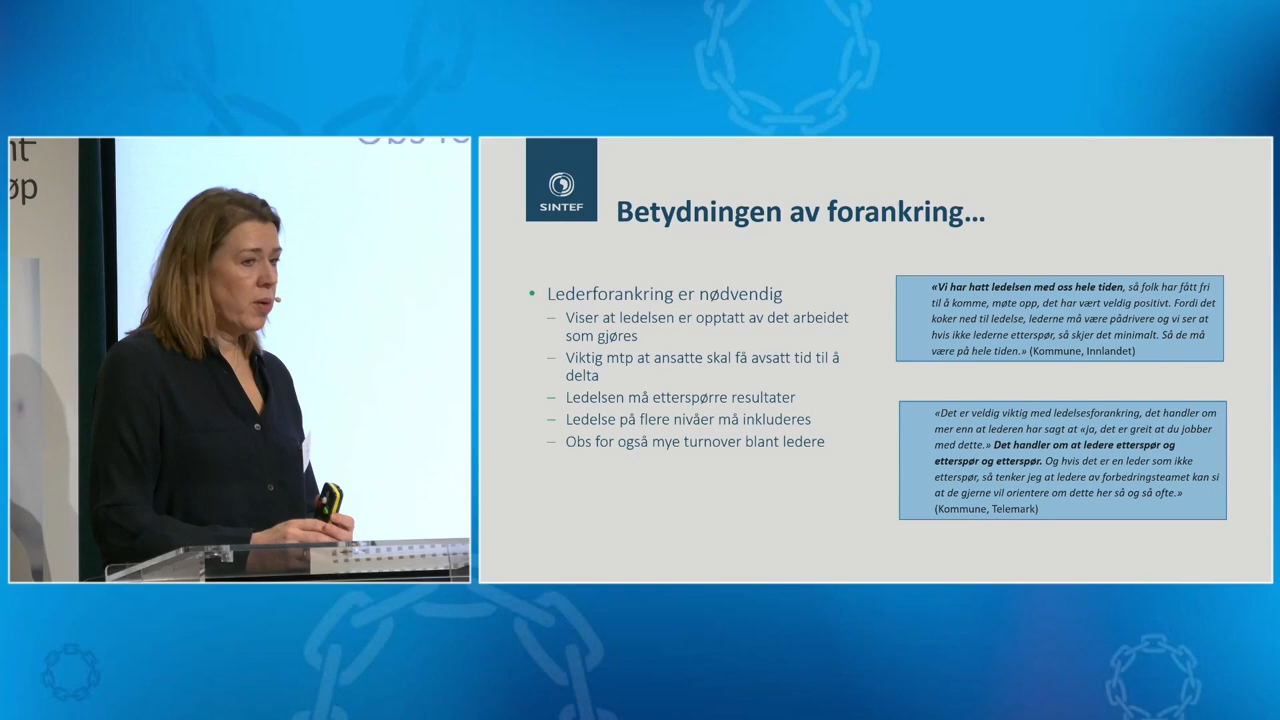 nt
øp
SINTEF
Betydningen av forankring...
• Lederforankring er nødvendig
– Viser at ledelsen er opptatt av det arbeidet
som gjøres
– Viktig mtp at ansatte skal få avsatt tid til å
delta
– Ledelsen må etterspørre resultater
– Ledelse på flere nivåer må inkluderes
– Obs for også mye turnover blant ledere
«Vi har hatt ledelsen med oss hele tiden, så folk har fått fri
til å komme, møte opp, det har vært veldig positivt. Fordi det
koker ned til ledelse, lederne må være pådrivere og vi ser at
hvis ikke lederne etterspør, så skjer det minimalt. Så de må
være på hele tiden.» (Kommune, Innlandet)
«Det er veldig viktig med ledelsesforankring, det handler om
mer enn at lederen har sagt at «ja, det er greit at du jobber
med dette.» Det handler om at ledere etterspør og
etterspør og etterspør. Og hvis det er en leder som ikke
etterspør, så tenker jeg at ledere av forbedringsteamet kan si
at de gjerne vil orientere om dette her så og så ofte.»
(Kommune, Telemark)